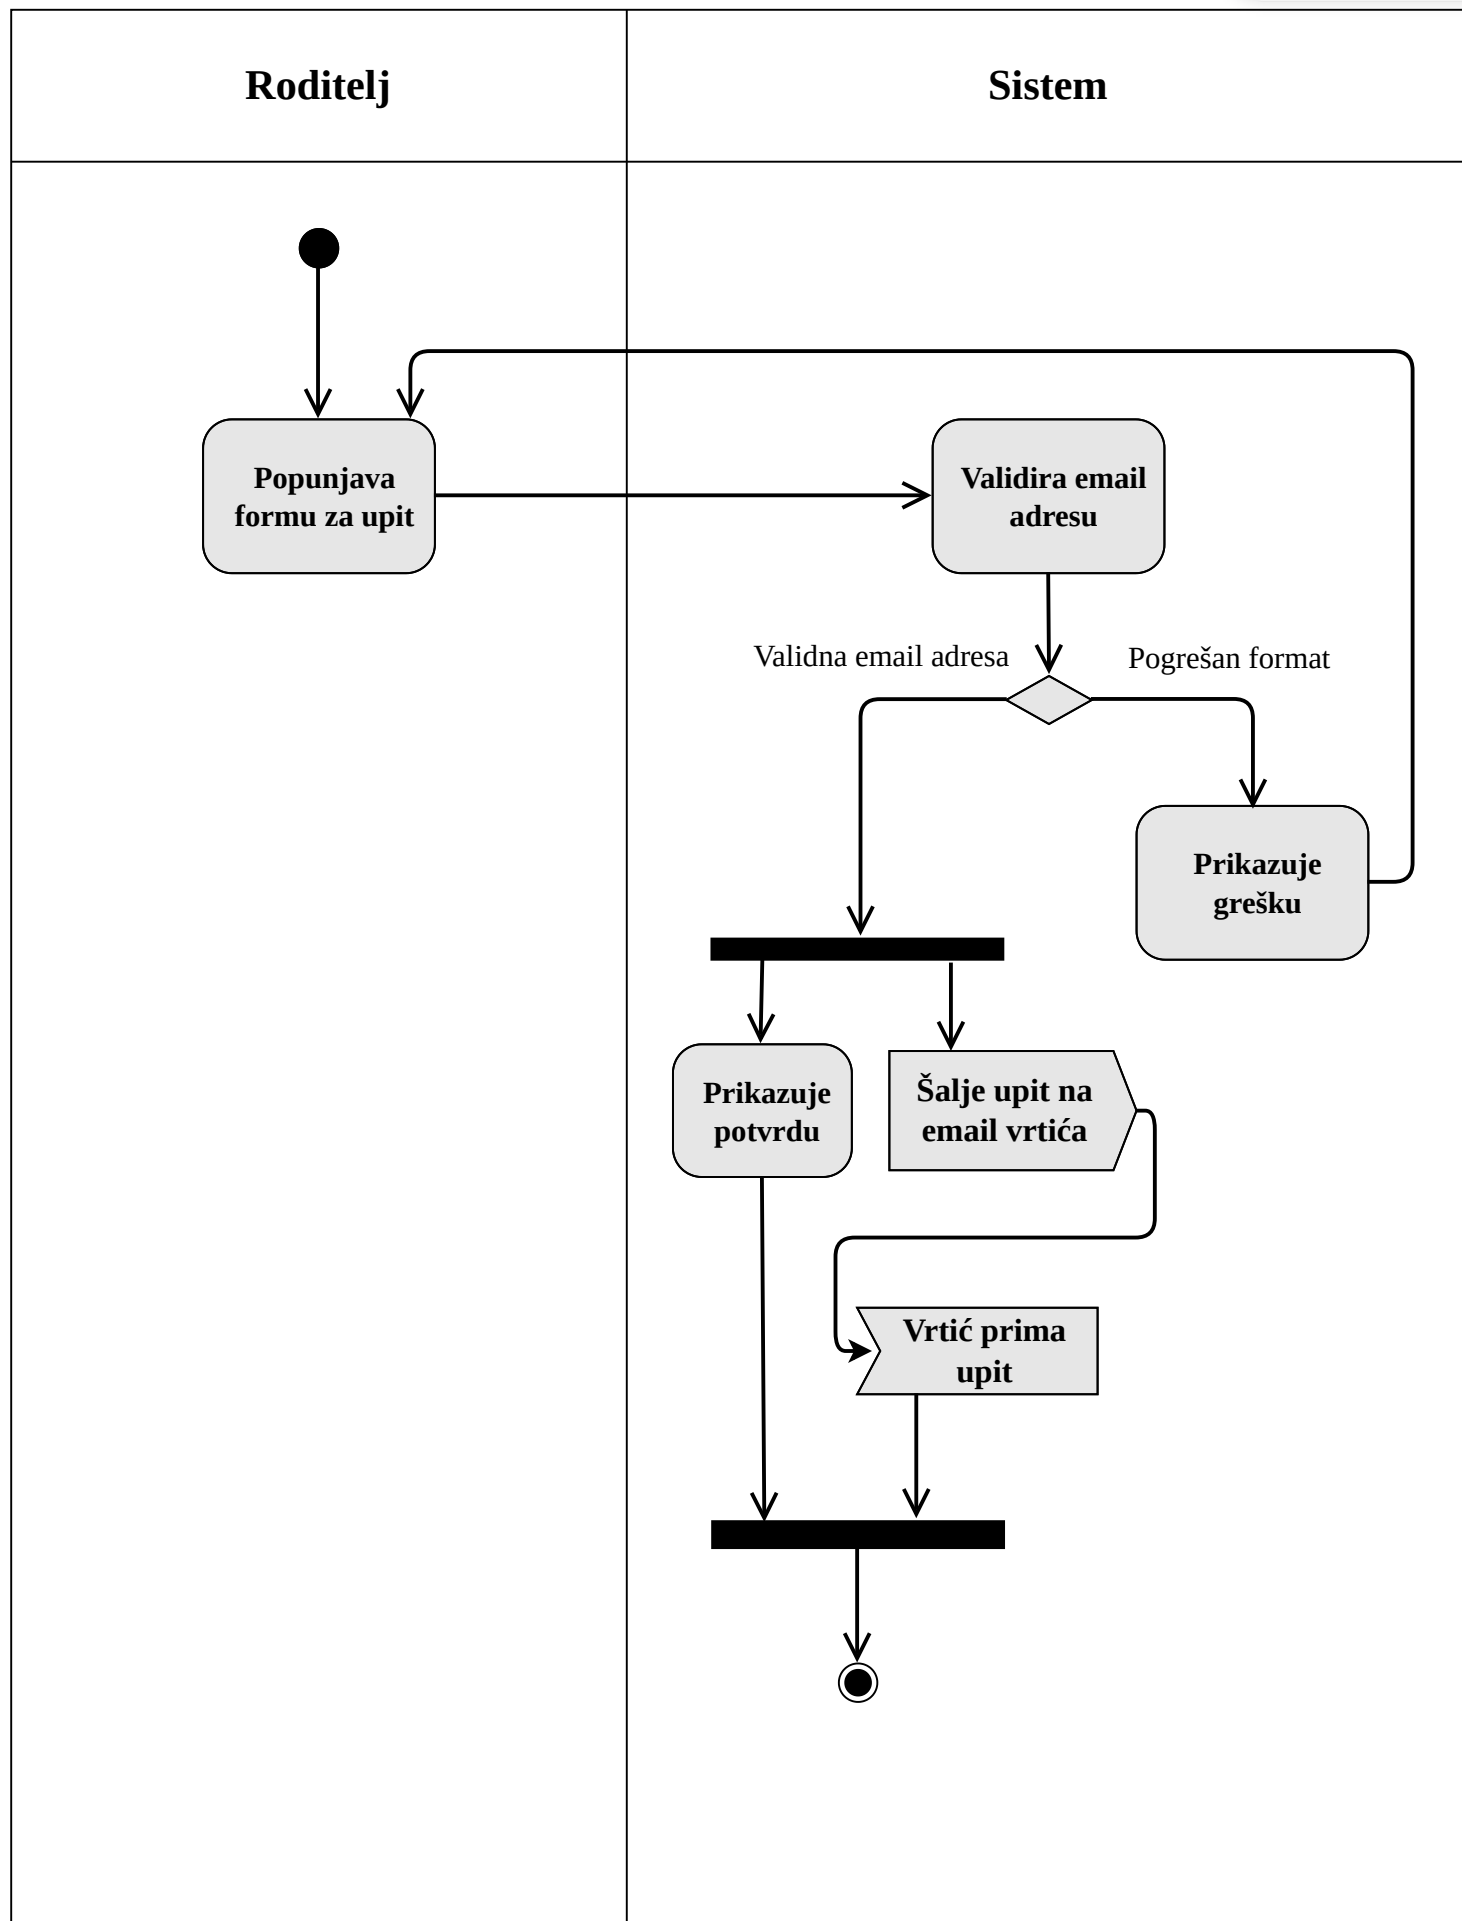 Roditelj
Sistem
Popunjava
formu za upit
Validira email
adresu
Validna email adresa
Pogrešan format
Prikazuje
grešku
Prikazuje
potvrdu
Šalje upit na
email vrtića
Vrtić prima
upit